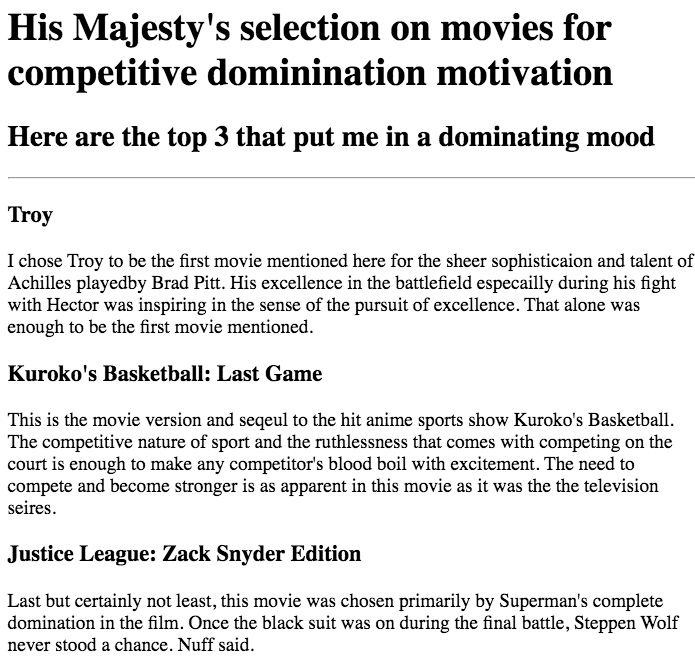 His Majesty's selection on movies for
competitive dominination motivation
Here are the top 3 that put me in a dominating mood
Troy
I chose Troy to be the first movie mentioned here for the sheer sophisticaion and talent of
Achilles playedby Brad Pitt. His excellence in the battlefield especailly during his fight
with Hector was inspiring in the sense of the pursuit of excellence. That alone was
enough to be the first movie mentioned.
Kuroko's Basketball: Last Game
This is the movie version and seqeul to the hit anime sports show Kuroko's Basketball.
The competitive nature of sport and the ruthlessness that comes with competing on the
court is enough to make any competitor's blood boil with excitement. The need to
compete and become stronger is as apparent in this movie as it was the the television
seires.
Justice League: Zack Snyder Edition
Last but certainly not least, this movie was chosen primarily by Superman's complete
domination in the film. Once the black suit was on during the final battle, Steppen Wolf
never stood a chance. Nuff said.